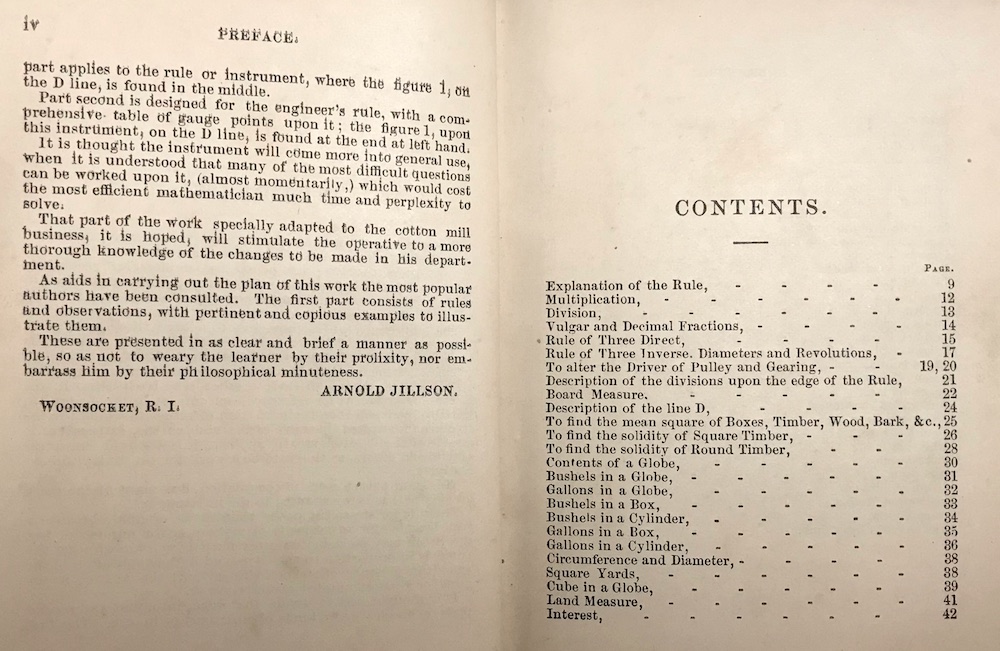 iv
PREFACE.
part applies to the rule or instrument, where the figure 1, on
the D line, is found in the middle.
Part second is designed for the engineer's rule, with a com-
prehensive table of gauge points upon it; the figure 1, upon
this instrument, on the D line, is found at the end at left hand.
It is thought the instrument will come more into general use,
when it is understood that many of the most difficult questions
can be worked upon it, (almost momentarily,) which would cost
the most efficient mathematician much time and perplexity to
solve.
That part of the work specially adapted to the cotton mill
business, it is hoped, will stimulate the operative to a more
thorough knowledge of the changes to be made in his depart-
ment.
As aids in carrying out the plan of this work the most popular
authors have been consulted. The first part consists of rules
and observations, with pertinent and copious examples to illus-
trate them.
These are presented in as clear and brief a manner as possi-
ble, so as not to weary the learner by their prolixity, nor em-
barrass him by their philosophical minuteness.
ARNOLD JILLSON.
WOONSOCKET, R. I.
CONTENTS.
PAGE.
Explanation of the Rule, - - - - 9
Multiplication, - - - - - - 12
Division, - - - - - - 13
Vulgar and Decimal Fractions, - - - - 14
Rule of Three Direct, - - - - 15
Rule of Three Inverse. Diameters and Revolutions, - 17
To alter the Driver of Pulley and Gearing, - - 19, 20
Description of the divisions upon the edge of the Rule, 21
Board Measure. - - - - - - 22
Description of the line D, - - - - 24
To find the mean square of Boxes, Timber, Wood, Bark, &c., 25
To find the solidity of Square Timber, - - - 26
To find the solidity of Round Timber, - - 28
Contents of a Globe, - - - - - 30
Bushels in a Globe, - - - - - 31
Gallons in a Globe, - - - - - 32
Bushels in a Box, - - - - - 33
Bushels in a Cylinder, - - - - - 34
Gallons in a Box, - - - - - 35
Gallons in a Cylinder, - - - - - 36
Circumference and Diameter, - - - - - 38
Square Yards, - - - - - - 38
Cube in a Globe, - - - - - 39
Land Measure, - - - - - - 41
Interest, - - - - - - 42